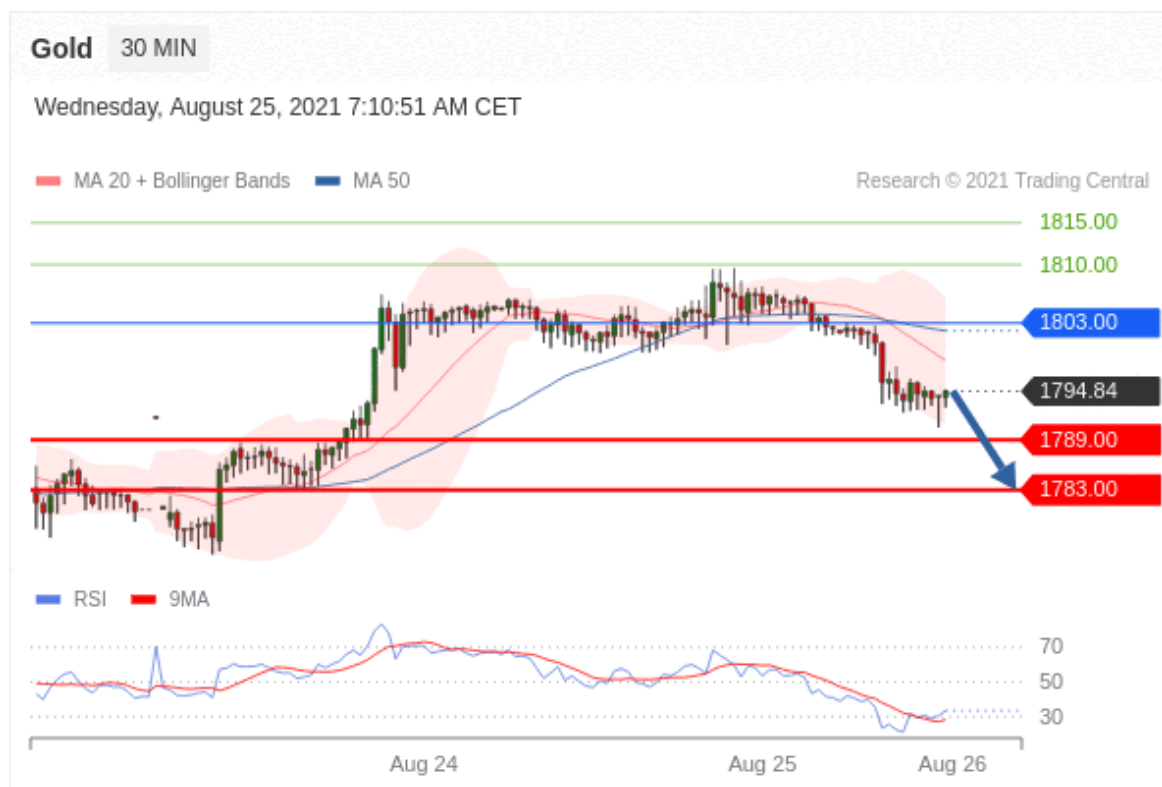 Gold 30 MIN
Wednesday, August 25, 2021 7:10:51 AM CET
MA 20 + Bollinger Bands MA 50 Research © 2021 Trading Central
1815.00
1810.00
1803.00
1794.84
1789.00
1783.00
RSI 9MA
70
50
30
Aug 24 Aug 25 Aug 26